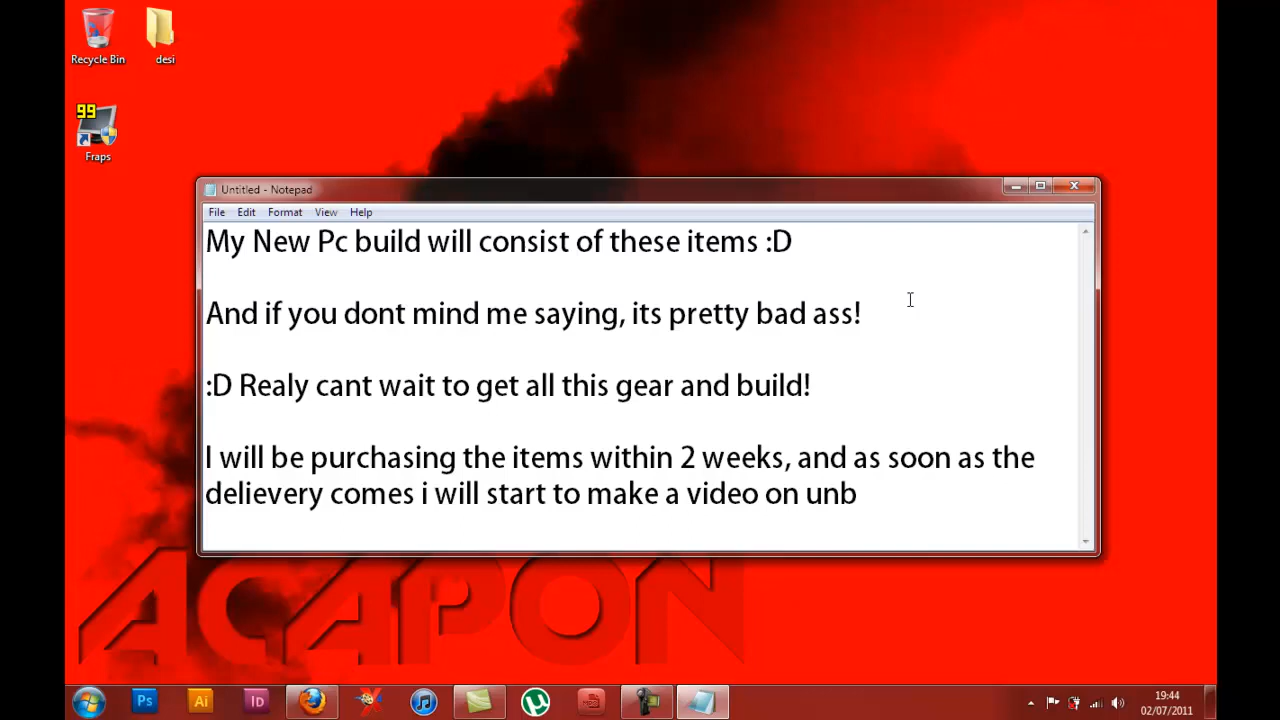 Recycle Bin
desi
99
Fraps
Untitled - Notepad
File Edit Format View Help
My New Pc build will consist of these items :D
And if you dont mind me saying, its pretty bad ass!
:D Realy cant wait to get all this gear and build!
I will be purchasing the items within 2 weeks, and as soon as the
delievery comes i will start to make a video on unb
ACAPON
Ps Ai Id
19:44
02/07/2011